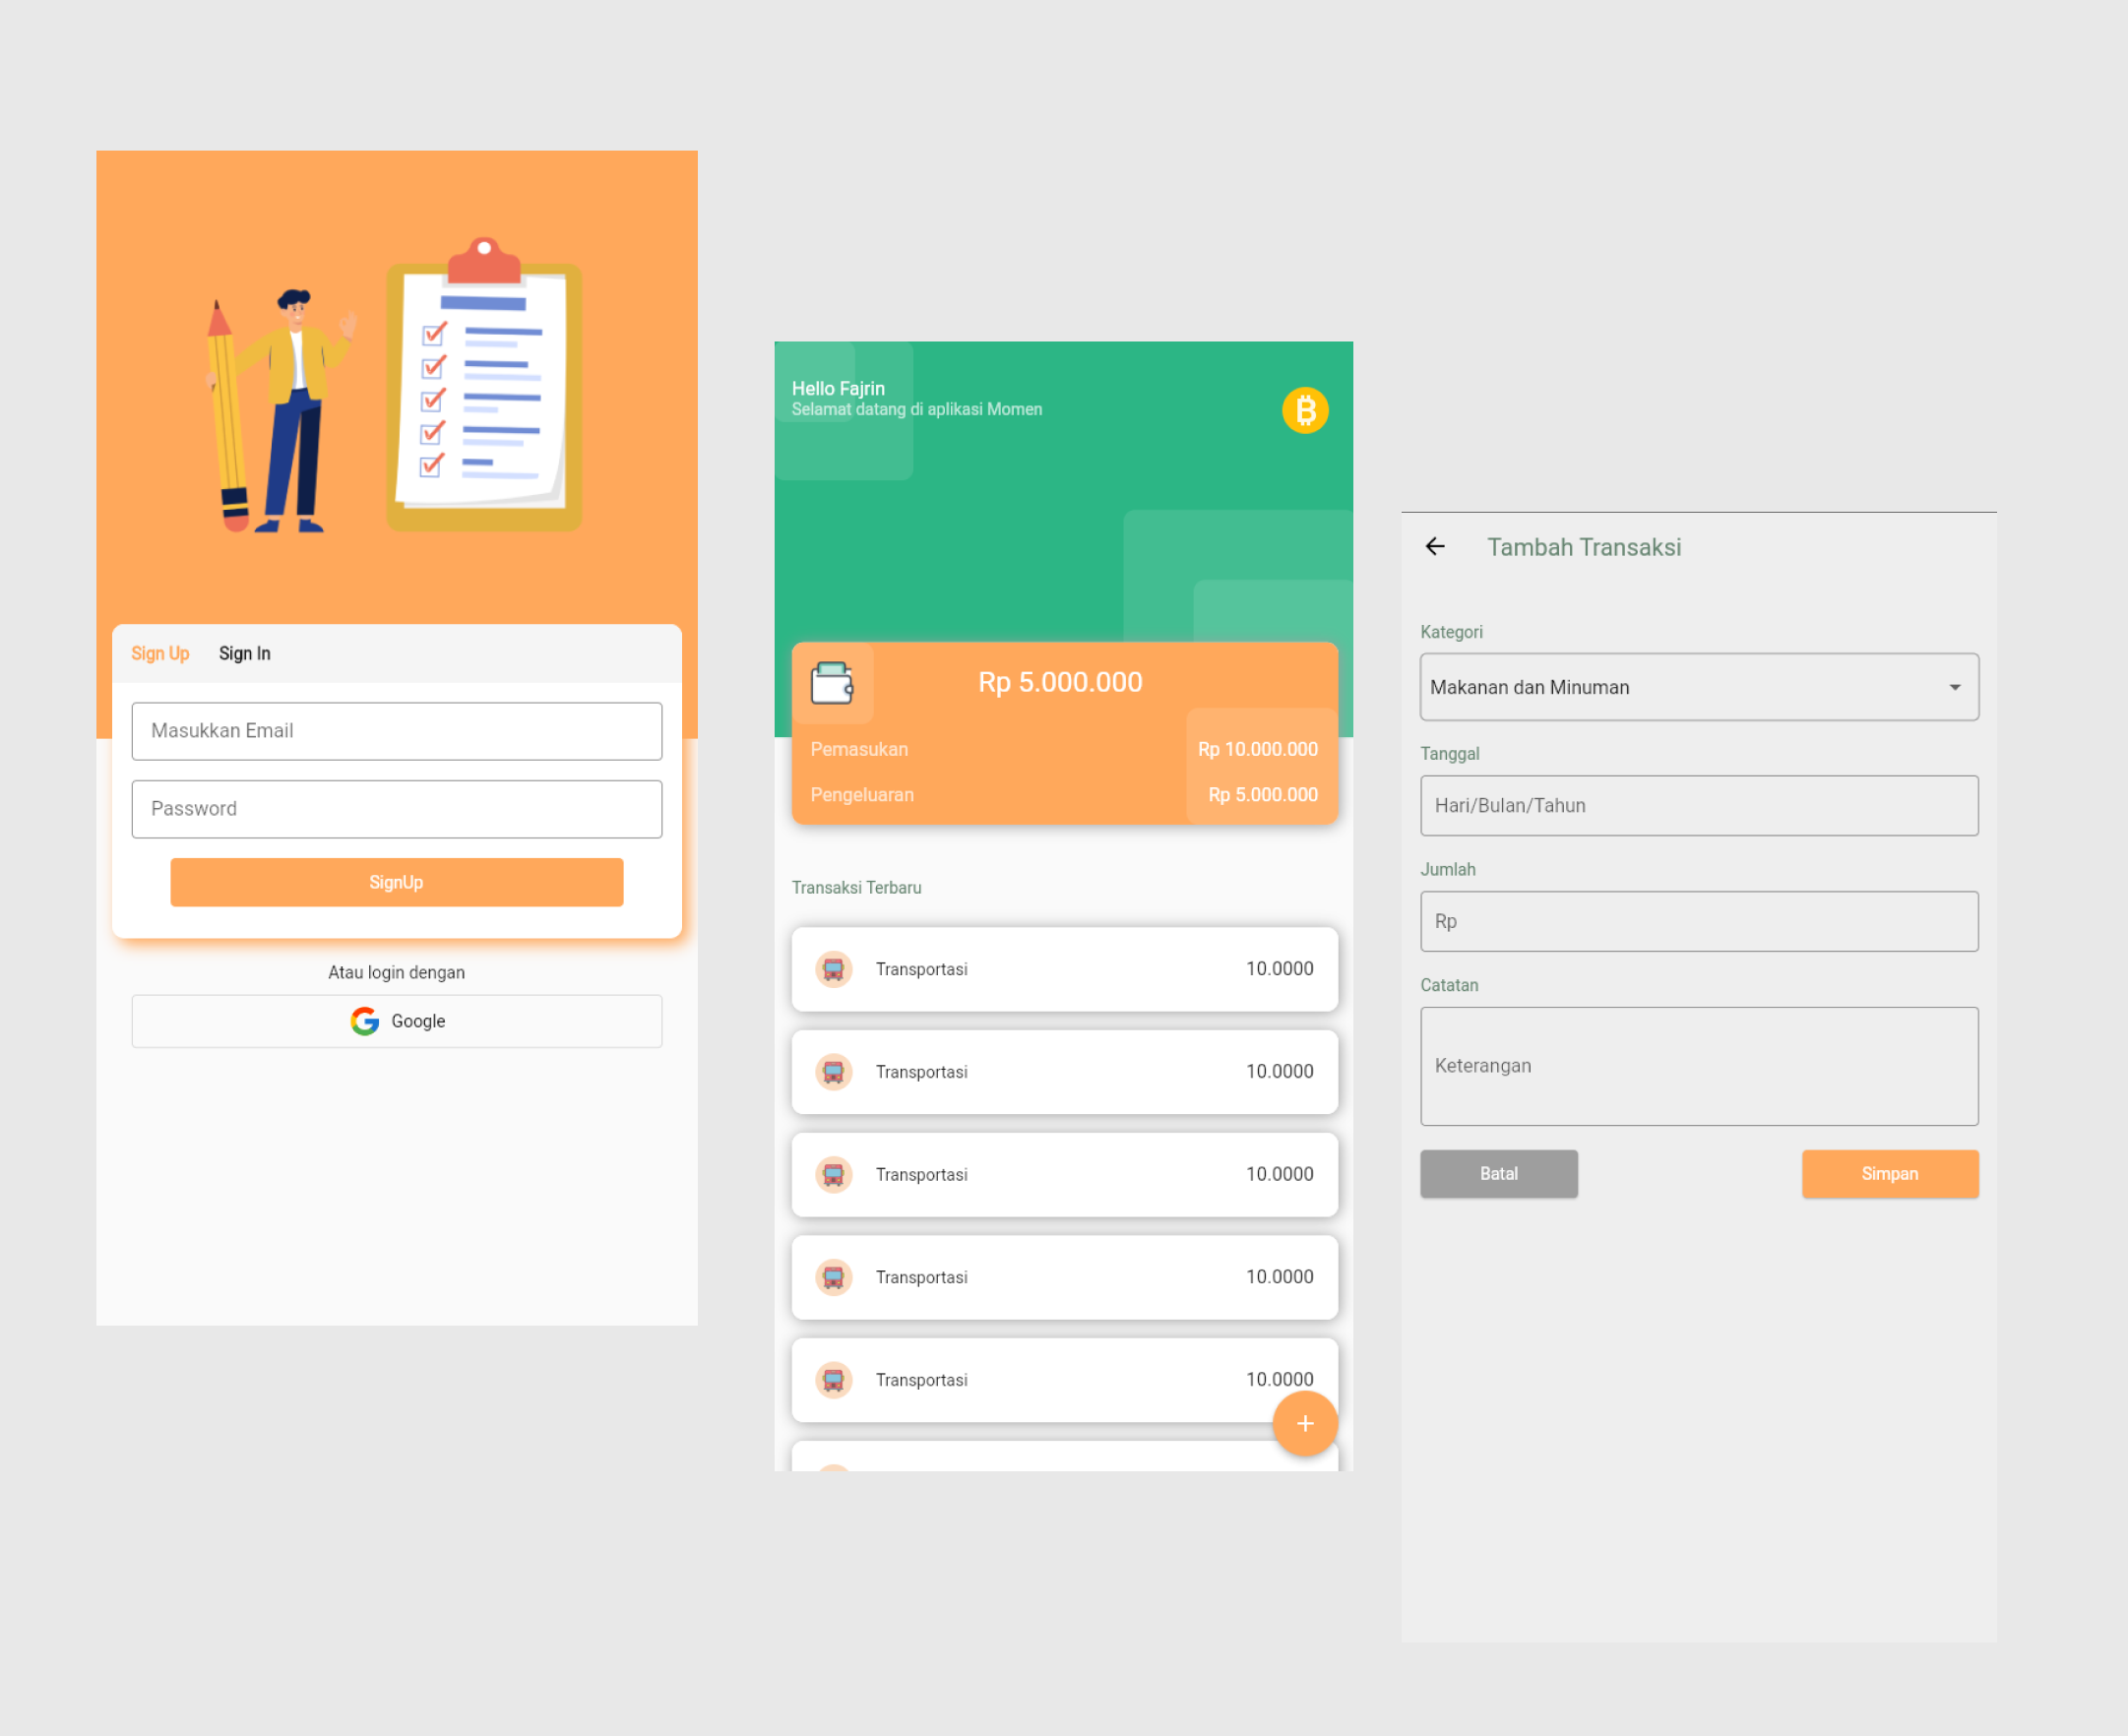 Sign Up Sign In
Masukkan Email
Password
SignUp
Atau login dengan
Google
Hello Fajrin
Selamat datang di aplikasi Momen
Rp 5.000.000
Pemasukan Rp 10.000.000
Pengeluaran Rp 5.000.000
Transaksi Terbaru
Transportasi 10.0000
Transportasi 10.0000
Transportasi 10.0000
Transportasi 10.0000
Transportasi 10.0000
+
Tambah Transaksi
Kategori
Makanan dan Minuman
Tanggal
Hari/Bulan/Tahun
Jumlah
Rp
Catatan
Keterangan
Batal Simpan